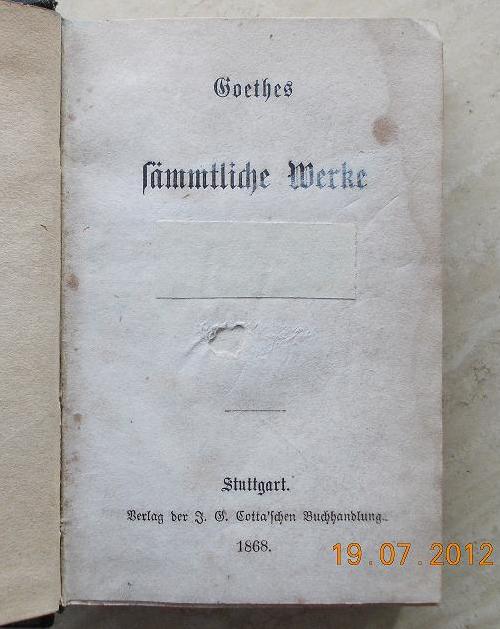 Goethes
sämmtliche Werke
Stuttgart.
Verlag der J. G. Cotta'schen Buchhandlung.
1868.
19.07.2012